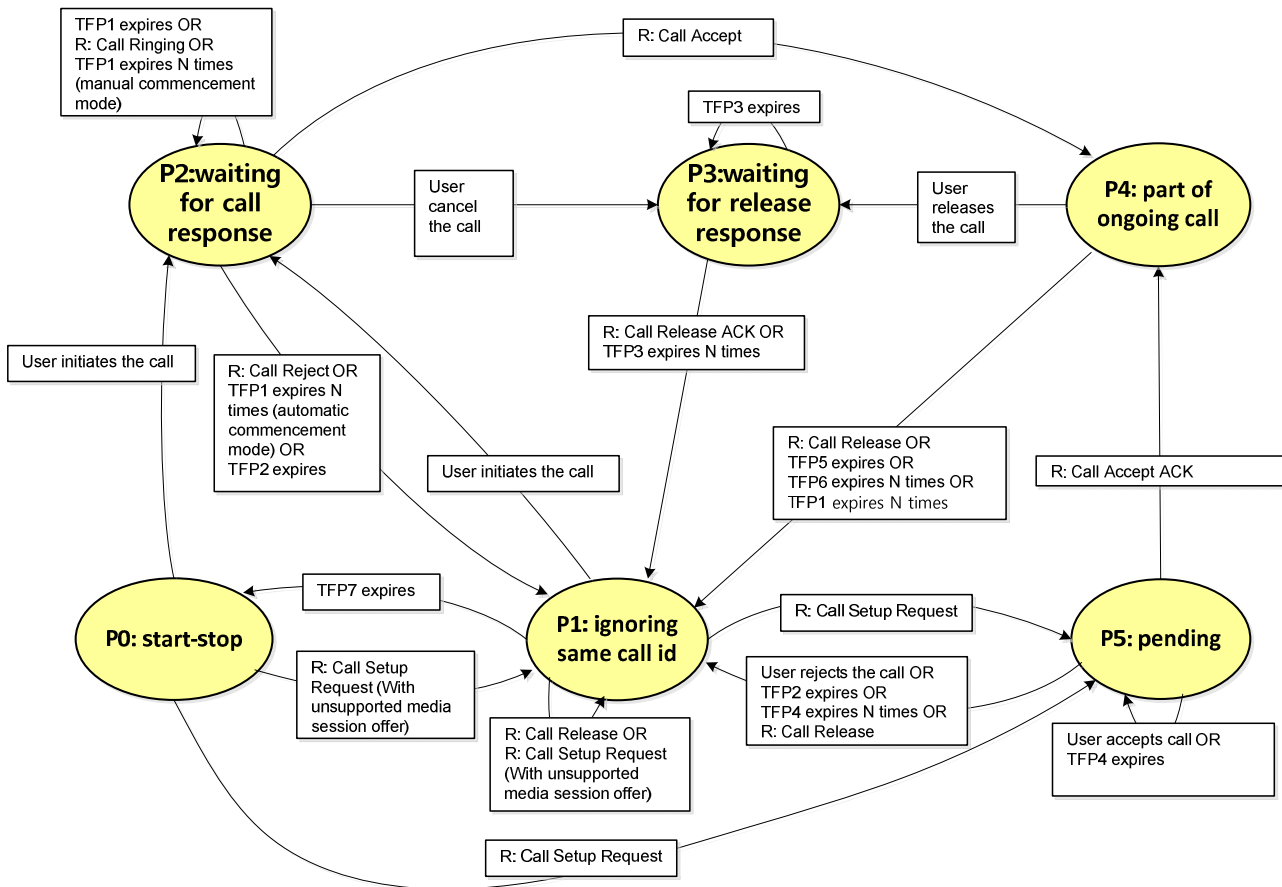 TFP1 expires OR
R: Call Ringing OR
TFP1 expires N times
(manual commencement
mode)
R: Call Accept
TFP3 expires
P2:waiting
for call
response
User
cancel
the call
P3:waiting
for release
response
User
releases
the call
P4: part of
ongoing call
User initiates the call
R: Call Reject OR
TFP1 expires N
times (automatic
commencement
mode) OR
TFP2 expires
R: Call Release ACK OR
TFP3 expires N times
User initiates the call
R: Call Release OR
TFP5 expires OR
TFP6 expires N times OR
TFP1 expires N times
R: Call Accept ACK
TFP7 expires
P0: start-stop
R: Call Setup
Request (With
unsupported media
session offer)
P1: ignoring
same call id
R: Call Setup Request
P5: pending
User rejects the call OR
TFP2 expires OR
TFP4 expires N times OR
R: Call Release
R: Call Release OR
R: Call Setup Request
(With unsupported
media session offer)
User accepts call OR
TFP4 expires
R: Call Setup Request